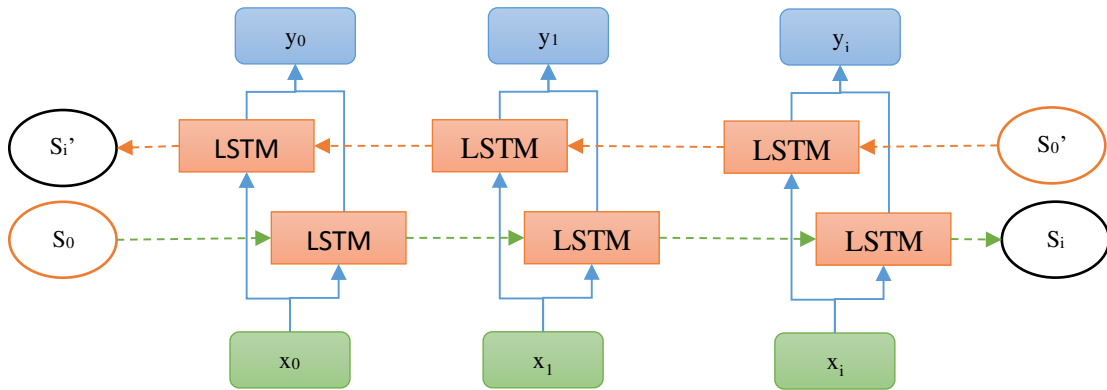 y0 y1 yi
Si’ LSTM LSTM LSTM S0’
S0 LSTM LSTM LSTM Si
x0 x1 xi